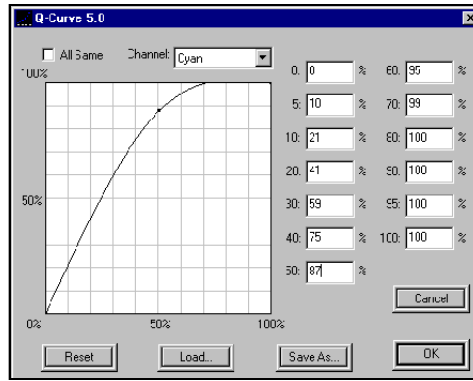 Q-Curve 5.0
All Same Channel: Cyan
100%
50%
0% 50% 100%
0: 0 % 60: 95 %
5: 10 % 70: 99 %
10: 21 % 80: 100 %
20: 41 % 90: 100 %
30: 59 % 95: 100 %
40: 75 % 100: 100 %
50: 87 %
Cancel
Reset Load... Save As... OK